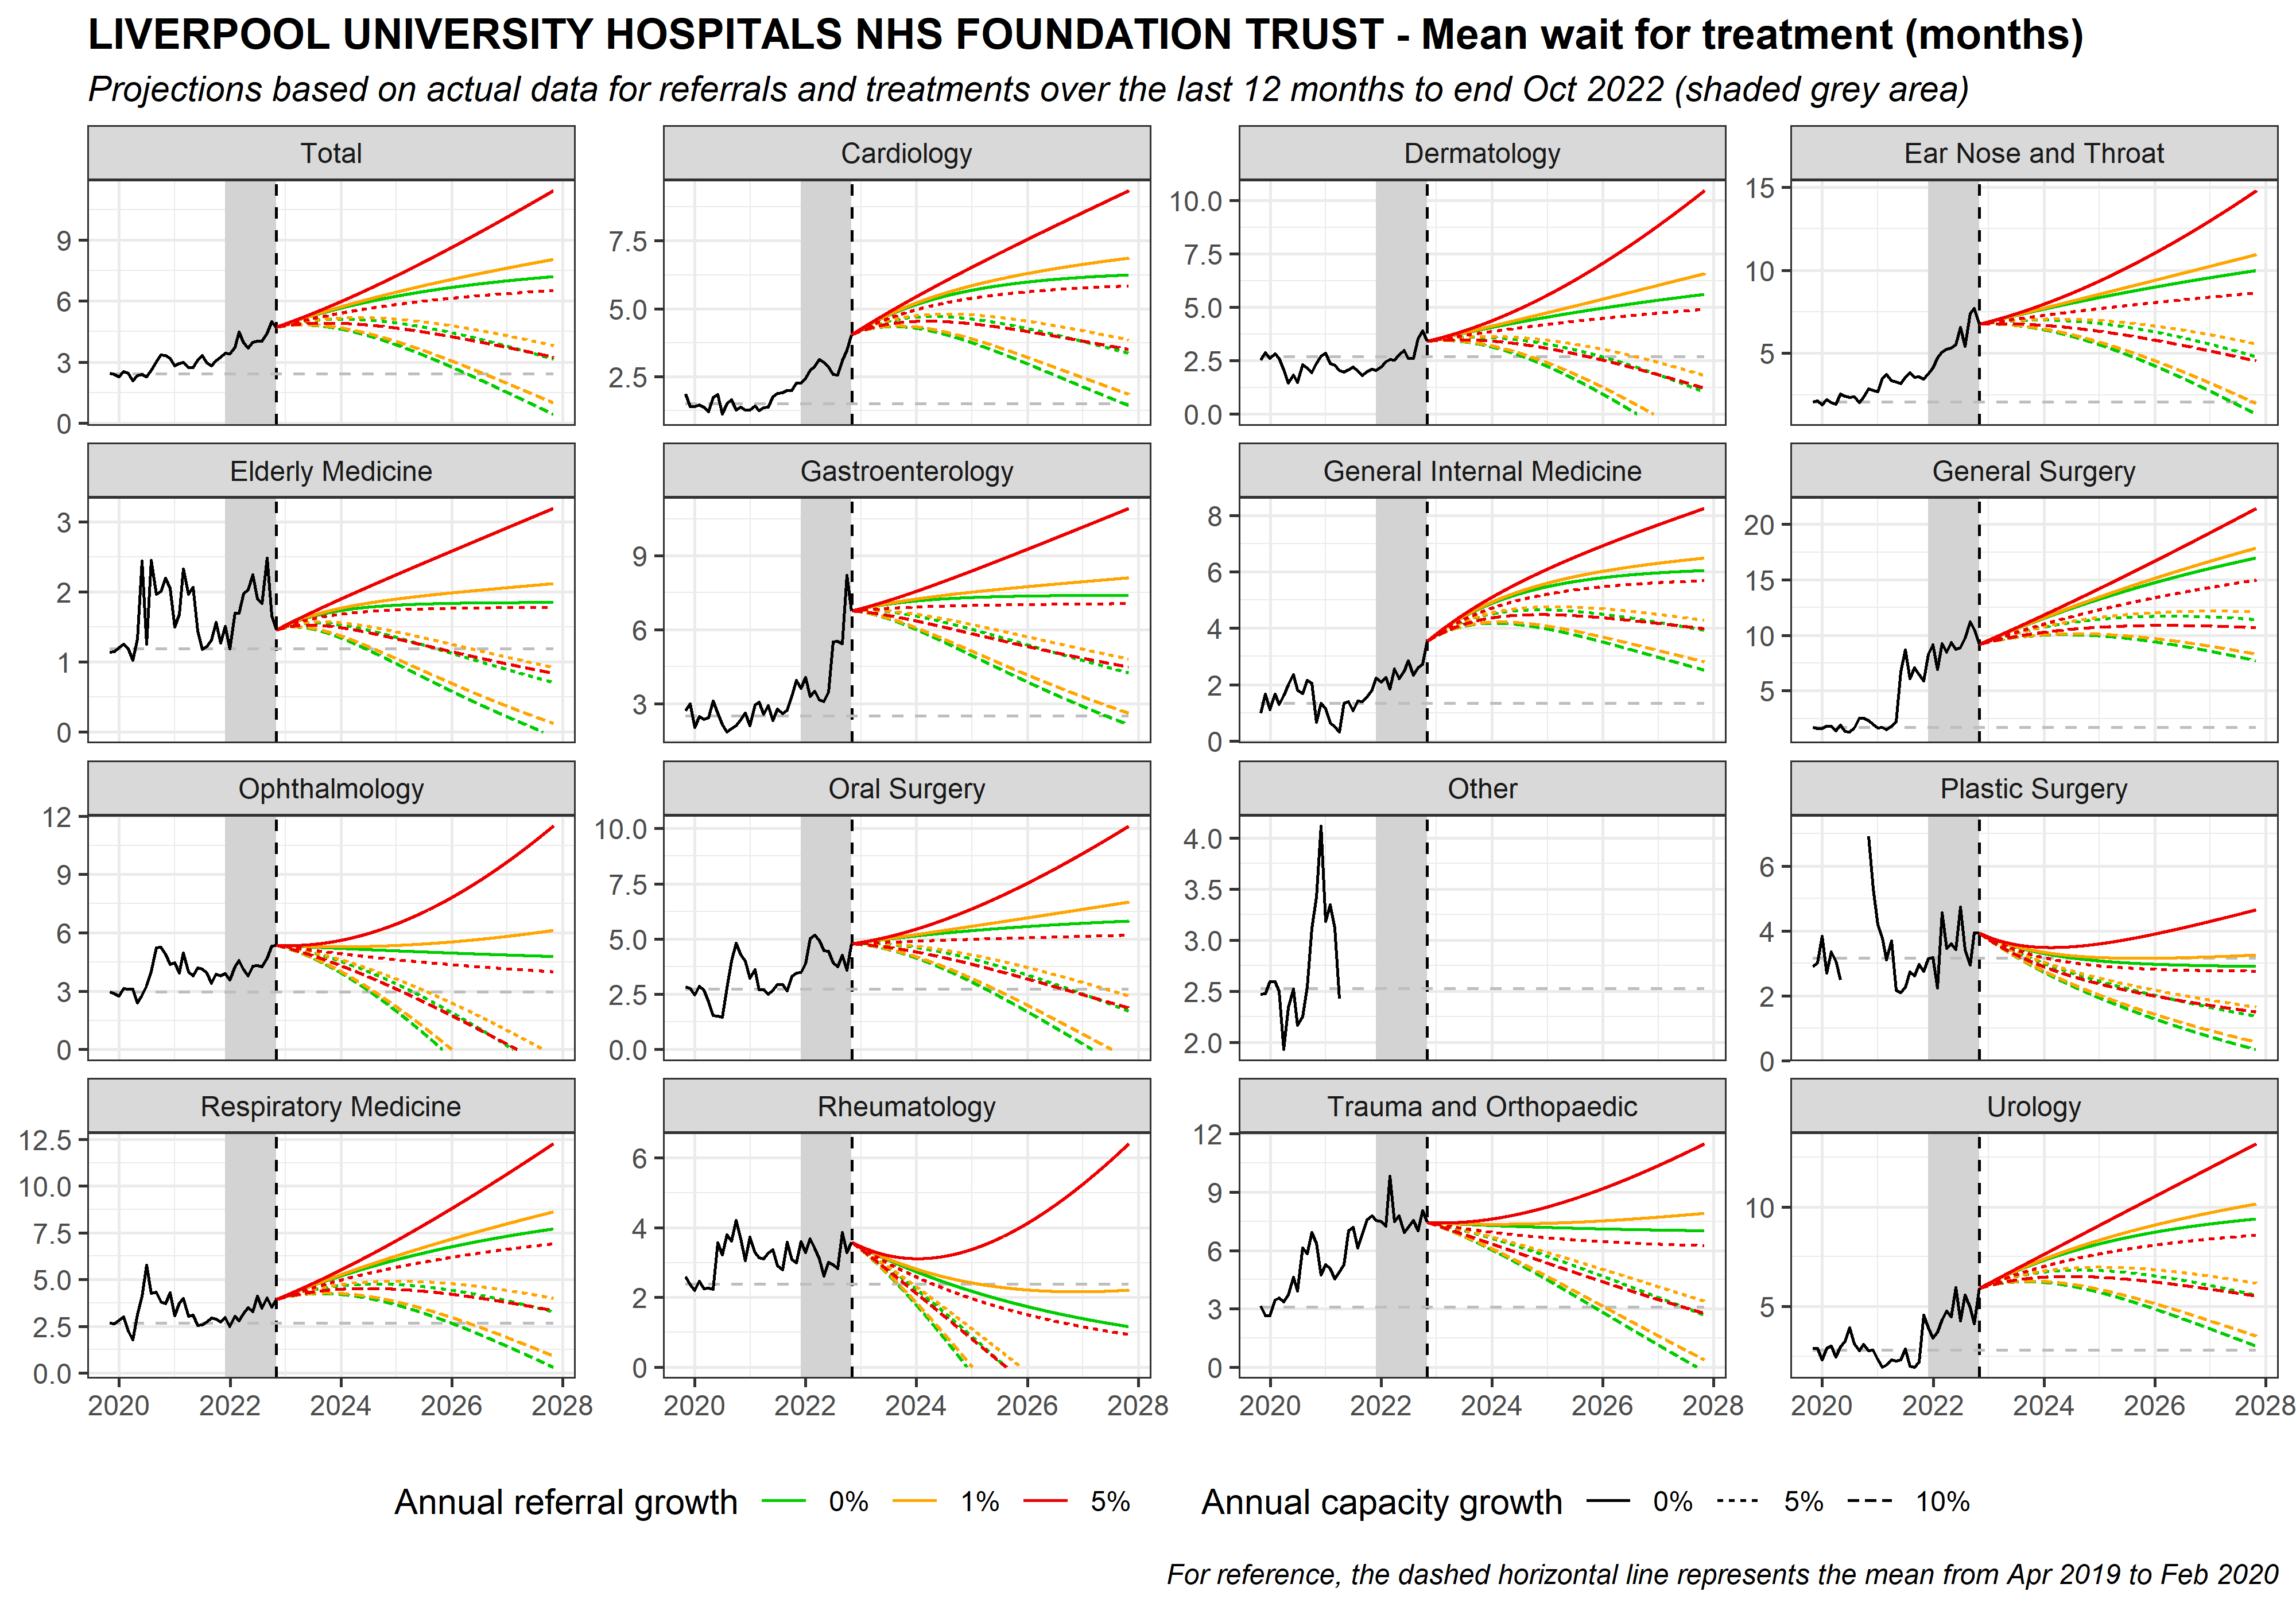 LIVERPOOL UNIVERSITY HOSPITALS NHS FOUNDATION TRUST - Mean wait for treatment (months)
Projections based on actual data for referrals and treatments over the last 12 months to end Oct 2022 (shaded grey area)
Total Cardiology Dermatology Ear Nose and Throat
9 6 3 0
7.5 5.0 2.5
10.0 7.5 5.0 2.5 0.0
15 10 5
Elderly Medicine Gastroenterology General Internal Medicine General Surgery
3 2 1 0
9 6 3
8 6 4 2 0
20 15 10 5
Ophthalmology Oral Surgery Other Plastic Surgery
12 9 6 3 0
10.0 7.5 5.0 2.5 0.0
4.0 3.5 3.0 2.5 2.0
6 4 2 0
Respiratory Medicine Rheumatology Trauma and Orthopaedic Urology
12.5 10.0 7.5 5.0 2.5 0.0
6 4 2 0
12 9 6 3 0
10 5
2020 2022 2024 2026 2028 2020 2022 2024 2026 2028 2020 2022 2024 2026 2028 2020 2022 2024 2026 2028
Annual referral growth 0% 1% 5% Annual capacity growth 0% 5% 10%
For reference, the dashed horizontal line represents the mean from Apr 2019 to Feb 2020